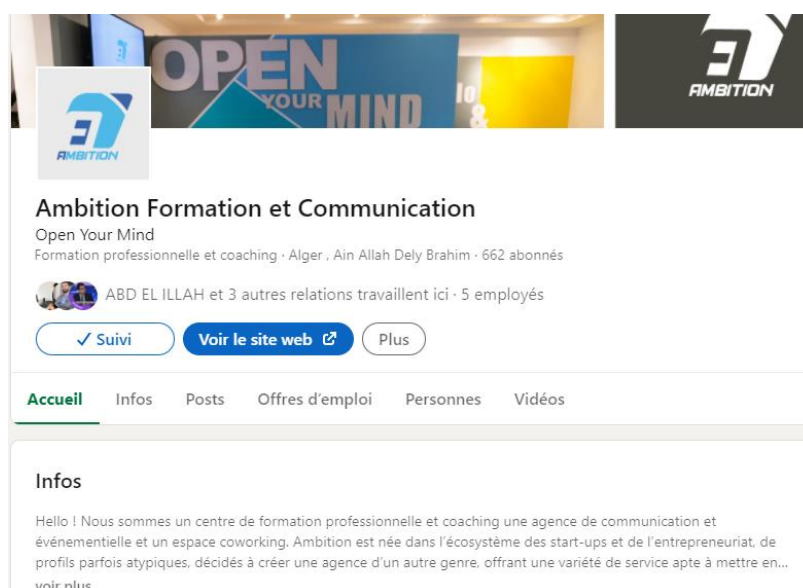 OPEN
YOUR
MIND
lo
&
AMBITION
AMBITION
Ambition Formation et Communication
Open Your Mind
Formation professionnelle et coaching · Alger , Ain Allah Dely Brahim · 662 abonnés
ABD EL ILLAH et 3 autres relations travaillent ici · 5 employés
✓ Suivi Voir le site web Plus
Accueil Infos Posts Offres d’emploi Personnes Vidéos
Infos
Hello ! Nous sommes un centre de formation professionnelle et coaching une agence de communication et
événementielle et un espace coworking. Ambition est née dans l’écosystème des start-ups et de l’entrepreneuriat, de
profils parfois atypiques, décidés à créer une agence d’un autre genre, offrant une variété de service apte à mettre en...
voir plus